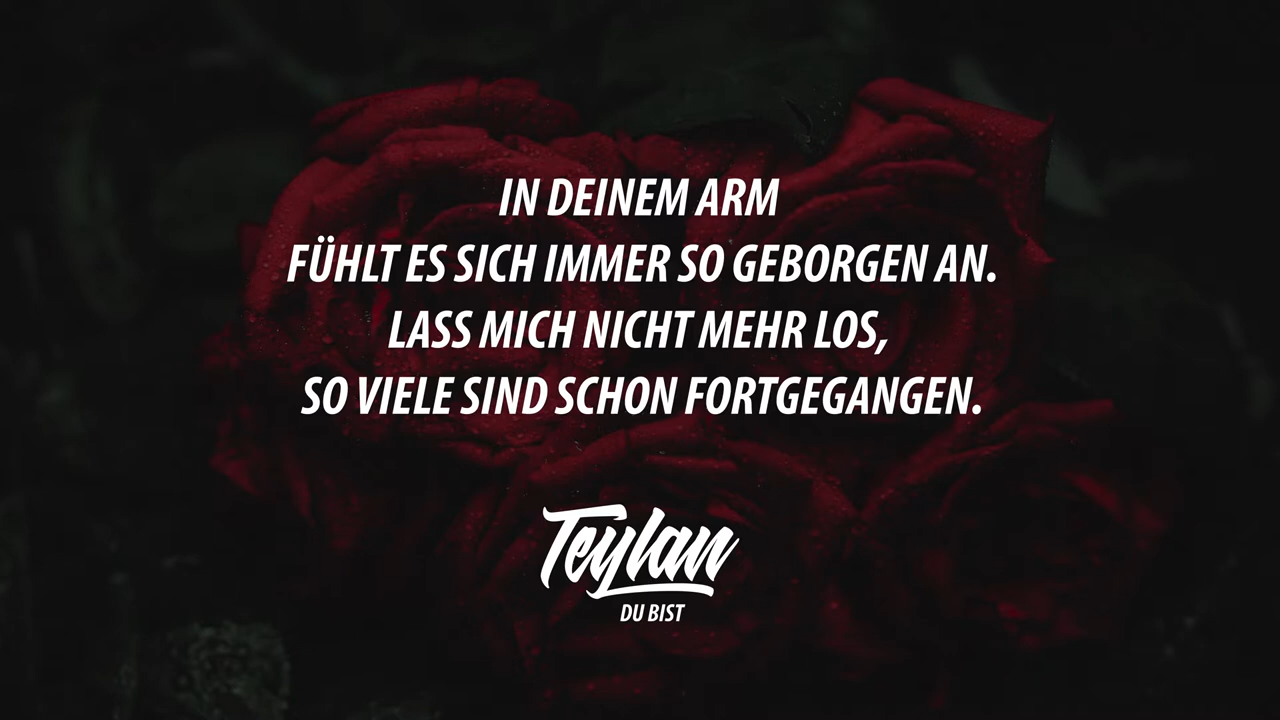 IN DEINEM ARM
FÜHLT ES SICH IMMER SO GEBORGEN AN.
LASS MICH NICHT MEHR LOS,
SO VIELE SIND SCHON FORTGEGANGEN.
Teylan
DU BIST